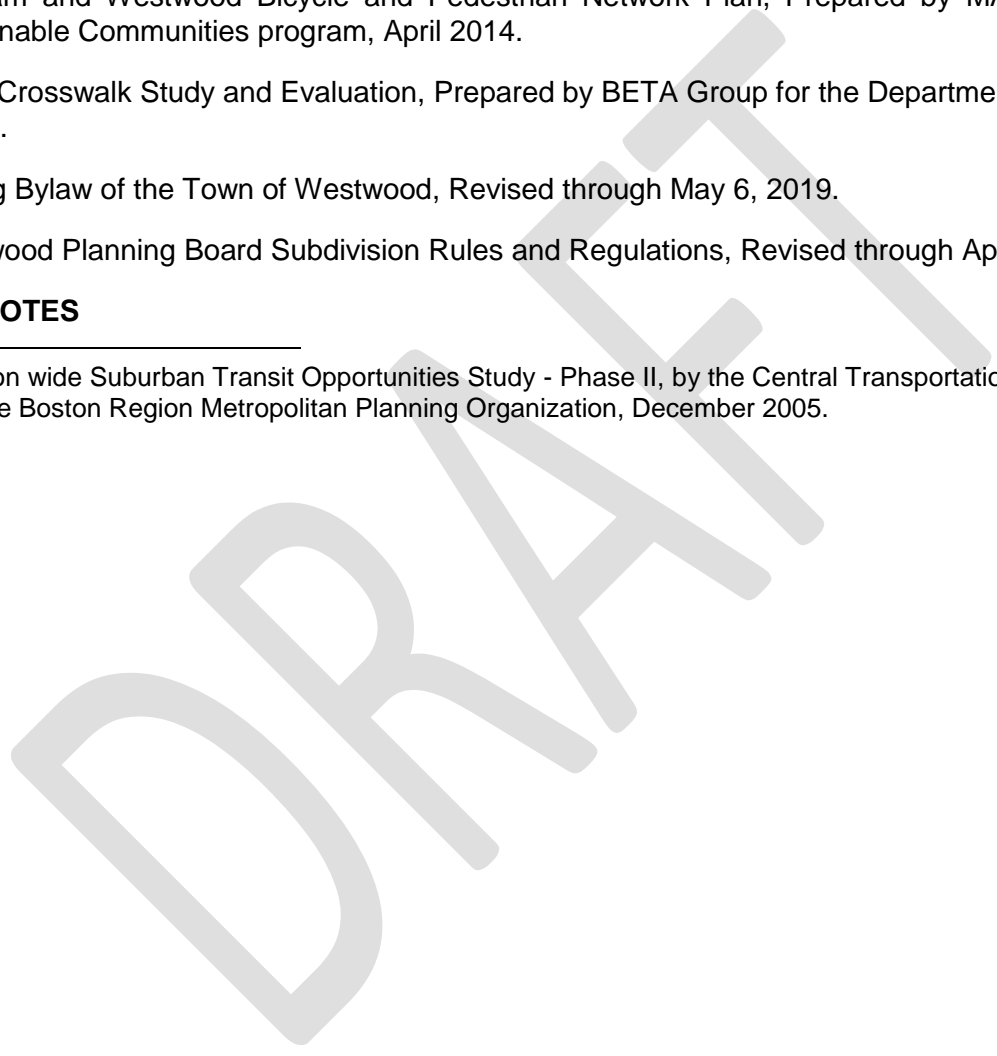 am and Westwood Bicycle and Pedestrian Network Plan, Prepared by MA
nable Communities program, April 2014.
Crosswalk Study and Evaluation, Prepared by BETA Group for the Departme
.
g Bylaw of the Town of Westwood, Revised through May 6, 2019.
wood Planning Board Subdivision Rules and Regulations, Revised through Ap
OTES
on wide Suburban Transit Opportunities Study - Phase II, by the Central Transportatio
e Boston Region Metropolitan Planning Organization, December 2005.
DRAFT